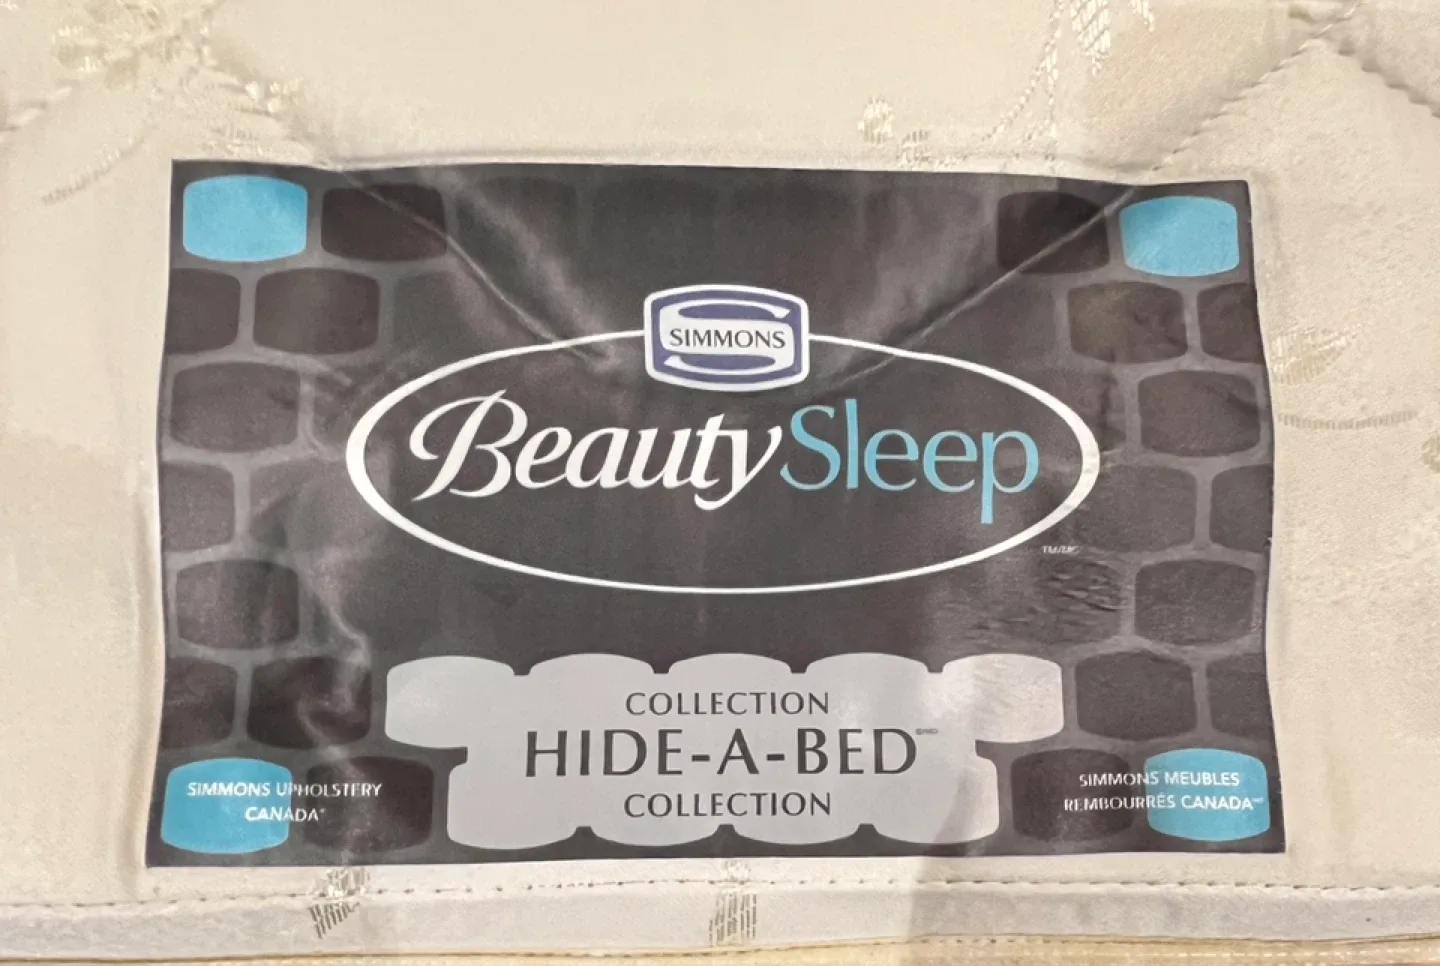 SIMMONS
BeautySleep
TM/MC
COLLECTION
HIDE-A-BED
COLLECTION
SIMMONS UPHOLSTERY
CANADA
SIMMONS MEUBLES
REMBOURRÉS CANADA